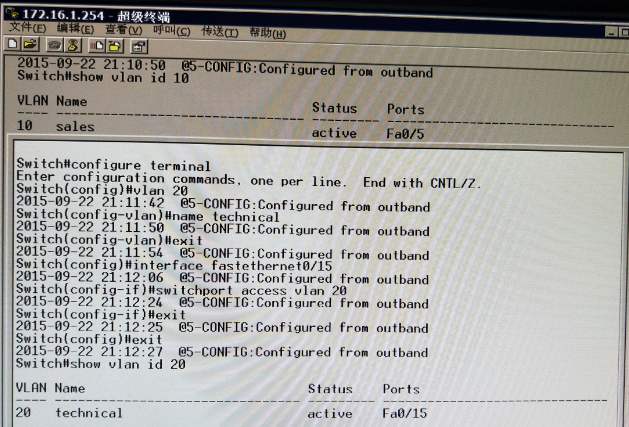 172.16.1.254 - 超级终端
文件(F) 编辑(E) 查看(V) 呼叫(C) 传送(T) 帮助(H)
2015-09-22 21:10:50  @5-CONFIG:Configured from outband
Switch#show vlan id 10
VLAN Name Status Ports
---- -------------------------------- --------- -------------------------------
10 sales active Fa0/5
Switch#configure terminal
Enter configuration commands, one per line.  End with CNTL/Z.
Switch(config)#vlan 20
2015-09-22 21:11:42  @5-CONFIG:Configured from outband
Switch(config-vlan)#name technical
2015-09-22 21:11:50  @5-CONFIG:Configured from outband
Switch(config-vlan)#exit
2015-09-22 21:11:54  @5-CONFIG:Configured from outband
Switch(config)#interface fastethernet0/15
2015-09-22 21:12:06  @5-CONFIG:Configured from outband
Switch(config-if)#switchport access vlan 20
2015-09-22 21:12:24  @5-CONFIG:Configured from outband
Switch(config-if)#exit
2015-09-22 21:12:25  @5-CONFIG:Configured from outband
Switch(config)#exit
2015-09-22 21:12:27  @5-CONFIG:Configured from outband
Switch#show vlan id 20
VLAN Name Status Ports
---- -------------------------------- --------- -------------------------------
20 technical active Fa0/15